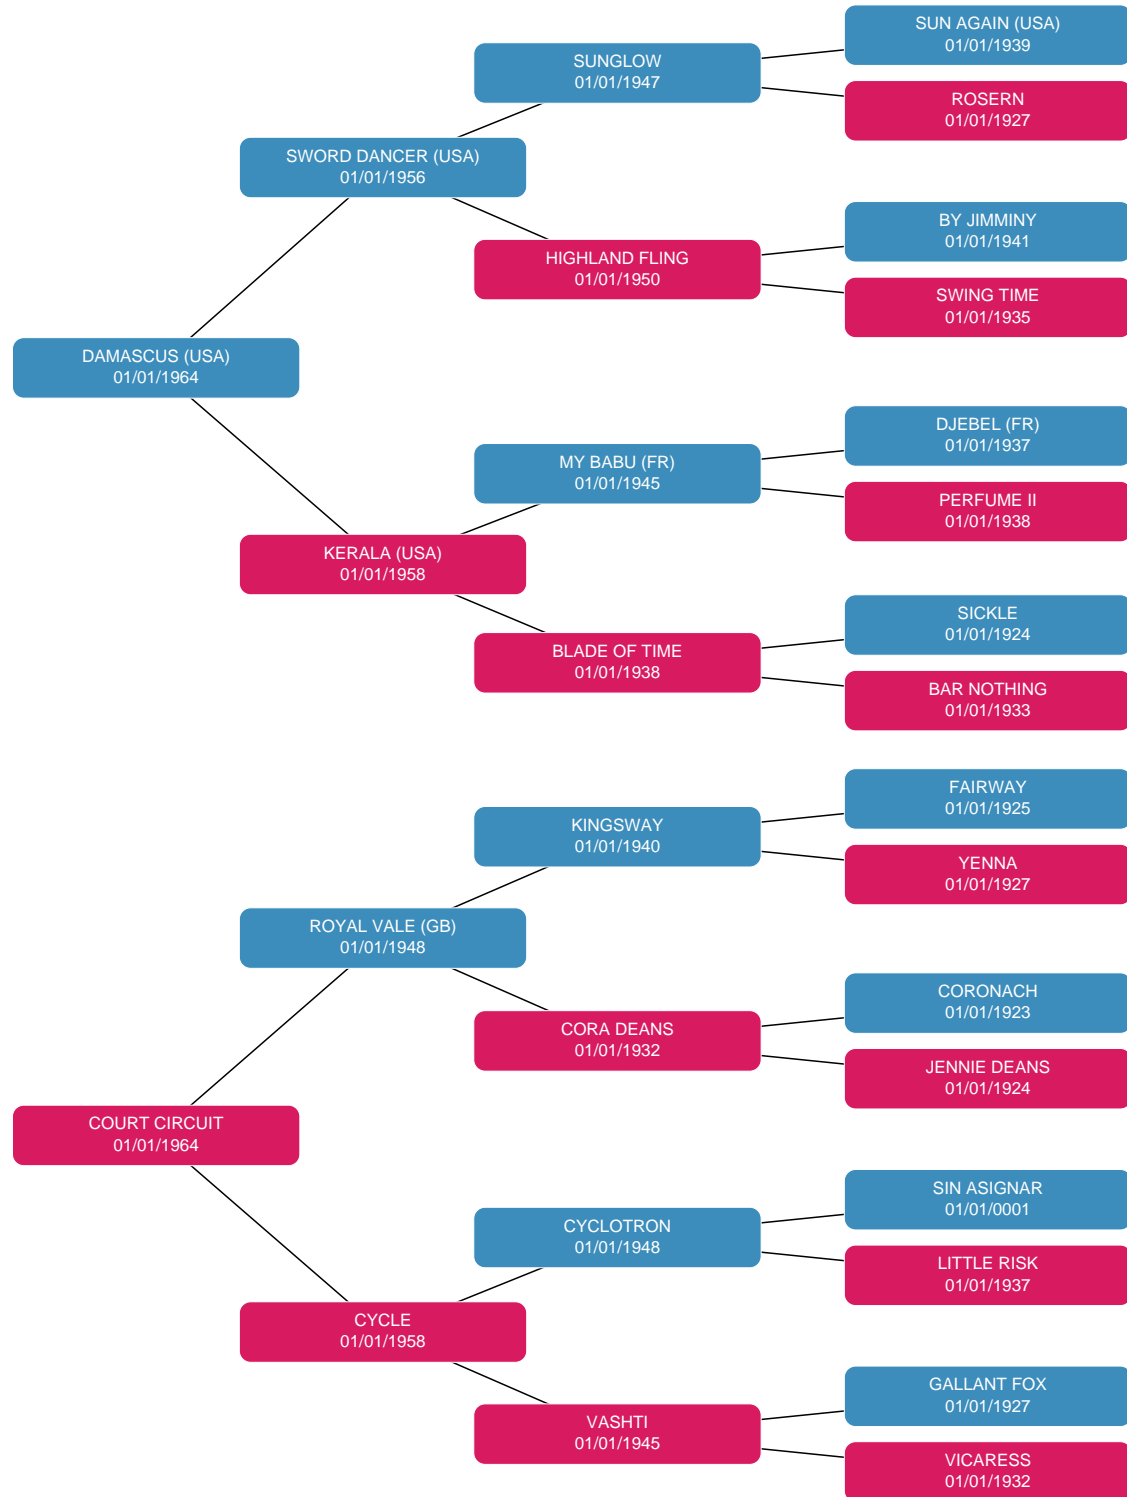 SUN AGAIN (USA)
01/01/1939
SUNGLOW
01/01/1947
ROSERN
01/01/1927
SWORD DANCER (USA)
01/01/1956
BY JIMMINY
01/01/1941
HIGHLAND FLING
01/01/1950
SWING TIME
01/01/1935
DAMASCUS (USA)
01/01/1964
DJEBEL (FR)
01/01/1937
MY BABU (FR)
01/01/1945
PERFUME II
01/01/1938
KERALA (USA)
01/01/1958
SICKLE
01/01/1924
BLADE OF TIME
01/01/1938
BAR NOTHING
01/01/1933
FAIRWAY
01/01/1925
KINGSWAY
01/01/1940
YENNA
01/01/1927
ROYAL VALE (GB)
01/01/1948
CORONACH
01/01/1923
CORA DEANS
01/01/1932
JENNIE DEANS
01/01/1924
COURT CIRCUIT
01/01/1964
SIN ASIGNAR
01/01/0001
CYCLOTRON
01/01/1948
LITTLE RISK
01/01/1937
CYCLE
01/01/1958
GALLANT FOX
01/01/1927
VASHTI
01/01/1945
VICARESS
01/01/1932